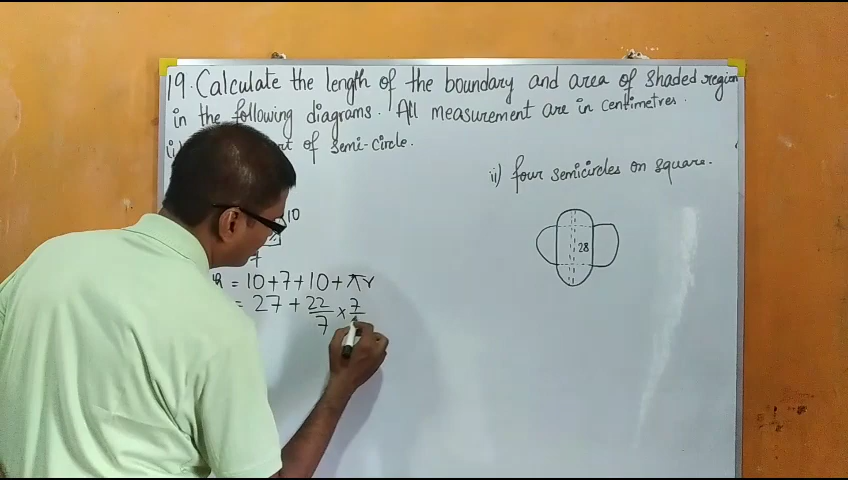 19. Calculate the length of the boundary and area of shaded region
in the following diagrams. All measurement are in centimetres.
i) of semi-circle.
ii) four semicircles on square.
10
28
7
= 10+7+10+πr
= 27 + 22/7 × 7/